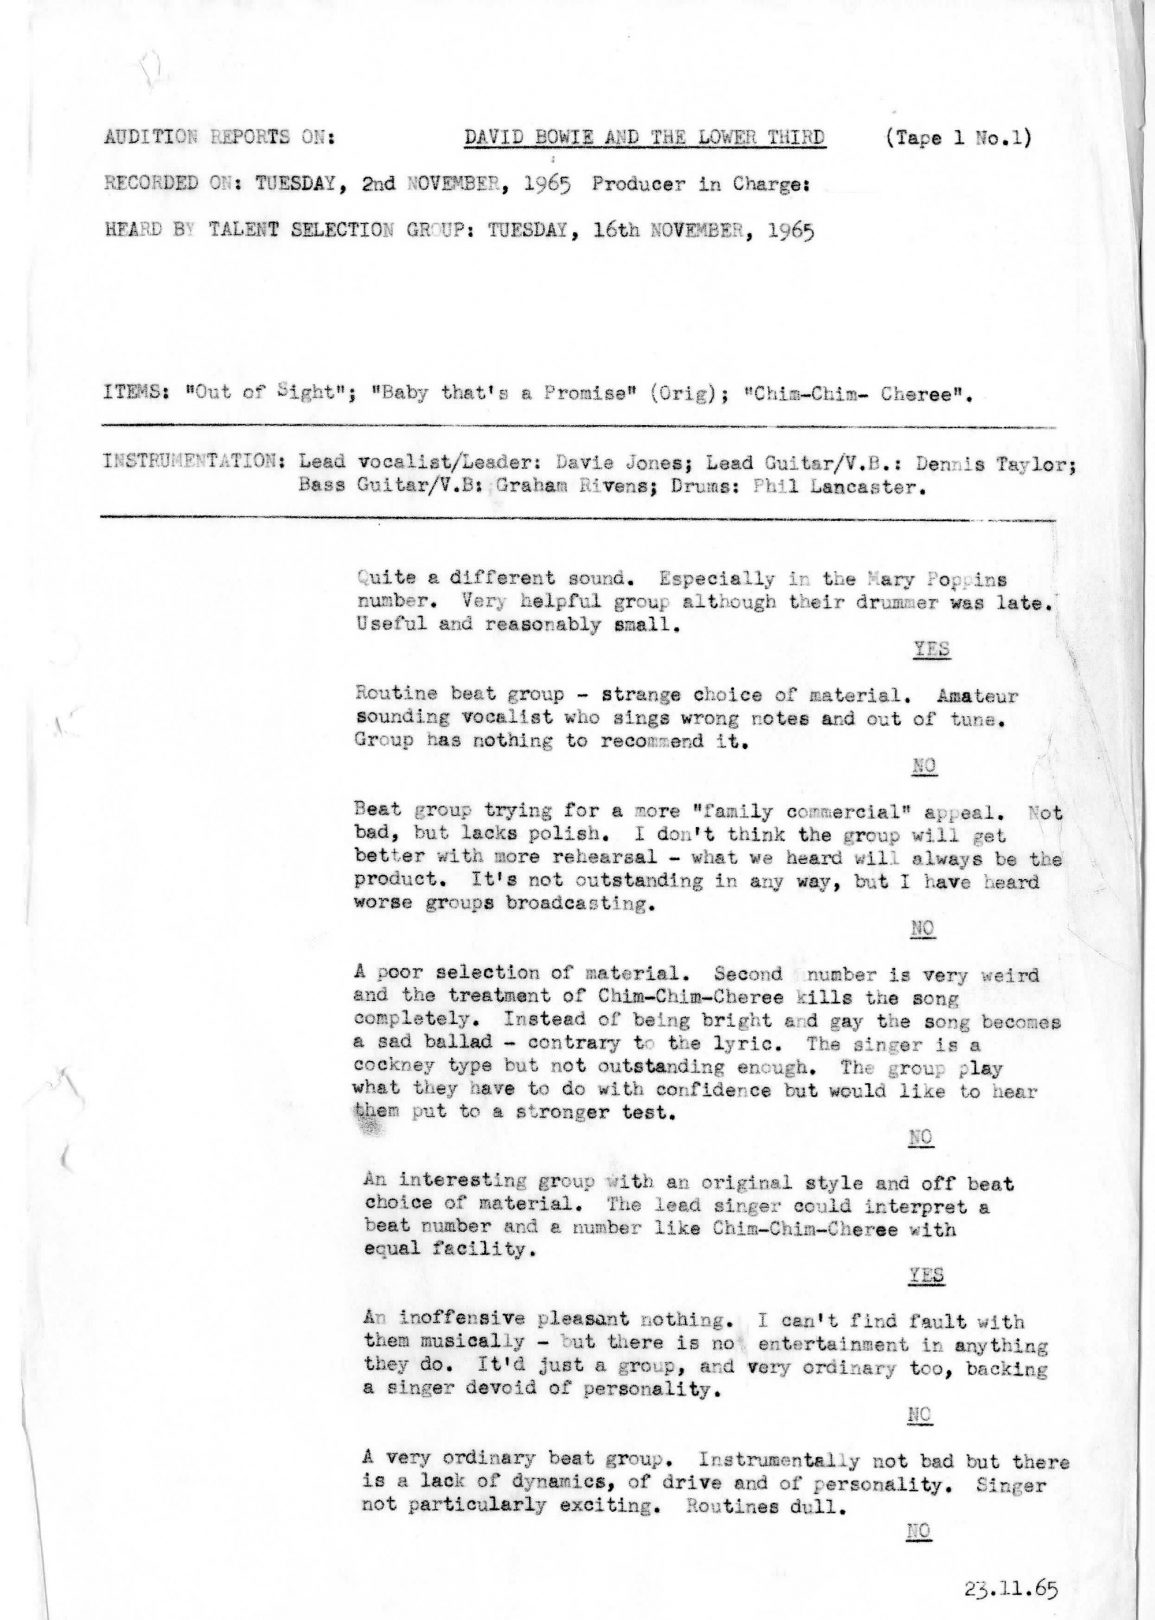 AUDITION REPORTS ON: DAVID BOWIE AND THE LOWER THIRD (Tape 1 No.1)
RECORDED ON: TUESDAY, 2nd NOVEMBER, 1965 Producer in Charge:
HEARD BY TALENT SELECTION GROUP: TUESDAY, 16th NOVEMBER, 1965
ITEMS: "Out of Sight"; "Baby that's a Promise" (Orig); "Chim-Chim- Cheree".
INSTRUMENTATION: Lead vocalist/Leader: Davie Jones; Lead Guitar/V.B.: Dennis Taylor;
Bass Guitar/V.B: Graham Rivens; Drums: Phil Lancaster.
Quite a different sound. Especially in the Mary Poppins
number. Very helpful group although their drummer was late.
Useful and reasonably small.
YES
Routine beat group - strange choice of material. Amateur
sounding vocalist who sings wrong notes and out of tune.
Group has nothing to recommend it.
NO
Beat group trying for a more "family commercial" appeal. Not
bad, but lacks polish. I don't think the group will get
better with more rehearsal - what we heard will always be the
product. It's not outstanding in any way, but I have heard
worse groups broadcasting.
NO
A poor selection of material. Second number is very weird
and the treatment of Chim-Chim-Cheree kills the song
completely. Instead of being bright and gay the song becomes
a sad ballad - contrary to the lyric. The singer is a
cockney type but not outstanding enough. The group play
what they have to do with confidence but would like to hear
them put to a stronger test.
NO
An interesting group with an original style and off beat
choice of material. The lead singer could interpret a
beat number and a number like Chim-Chim-Cheree with
equal facility.
YES
An inoffensive pleasant nothing. I can't find fault with
them musically - but there is no entertainment in anything
they do. It'd just a group, and very ordinary too, backing
a singer devoid of personality.
NO
A very ordinary beat group. Instrumentally not bad but there
is a lack of dynamics, of drive and of personality. Singer
not particularly exciting. Routines dull.
NO
23.11.65